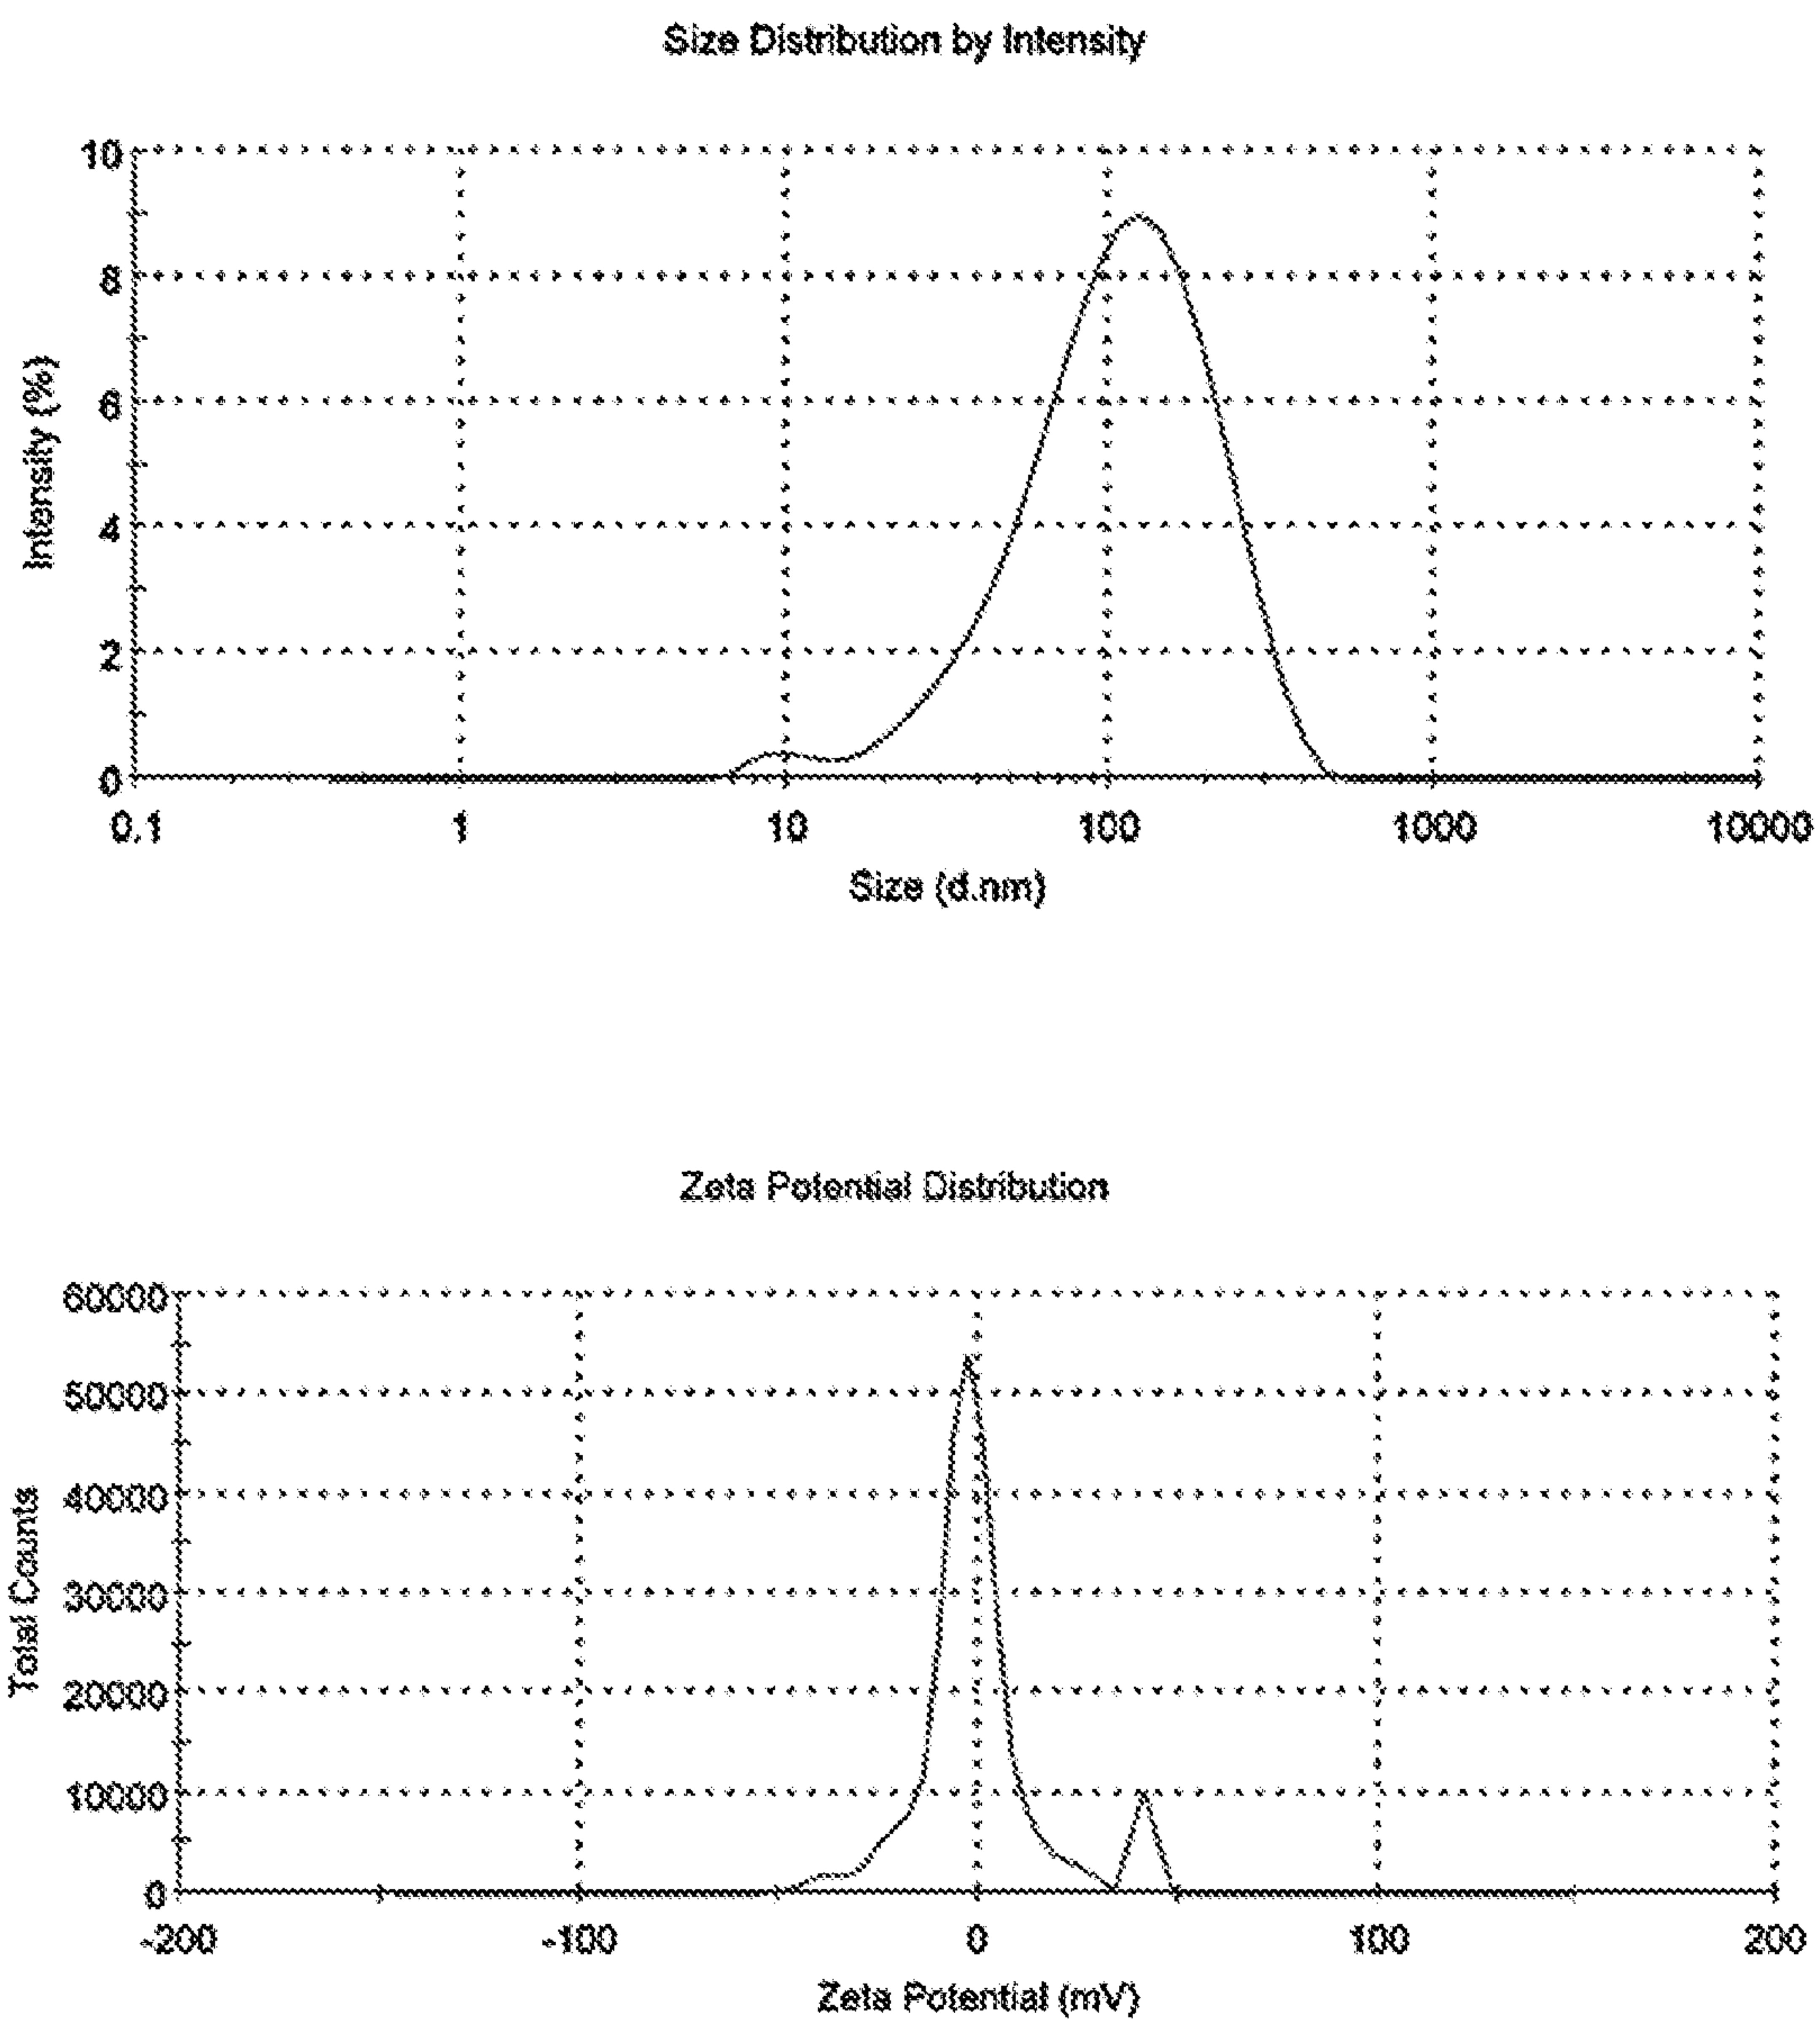 Size Distribution by Intensity
10
8
6
4
2
0
Intensity (%)
0.1 1 10 100 1000 10000
Size (d.nm)
Zeta Potential Distribution
60000
50000
40000
30000
20000
10000
0
Total Counts
-200 -100 0 100 200
Zeta Potential (mV)